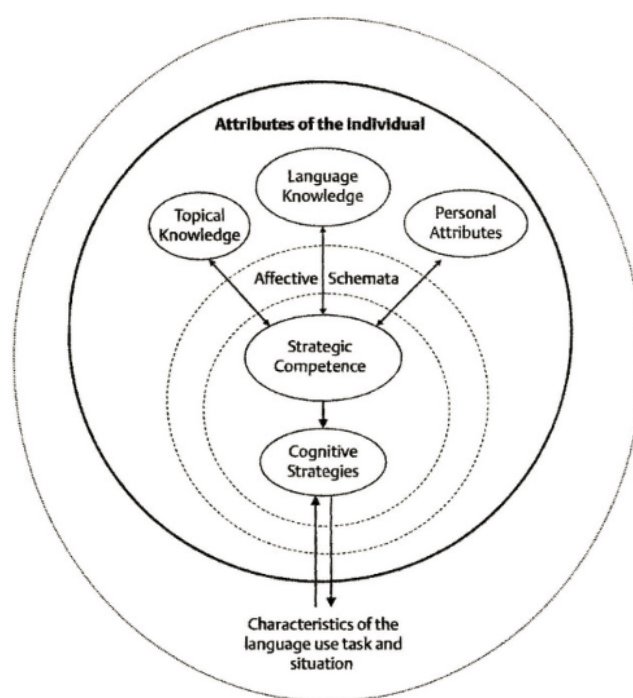 Attributes of the Individual
Language
Knowledge
Topical
Knowledge
Personal
Attributes
Affective Schemata
Strategic
Competence
Cognitive
Strategies
Characteristics of the
language use task and
situation